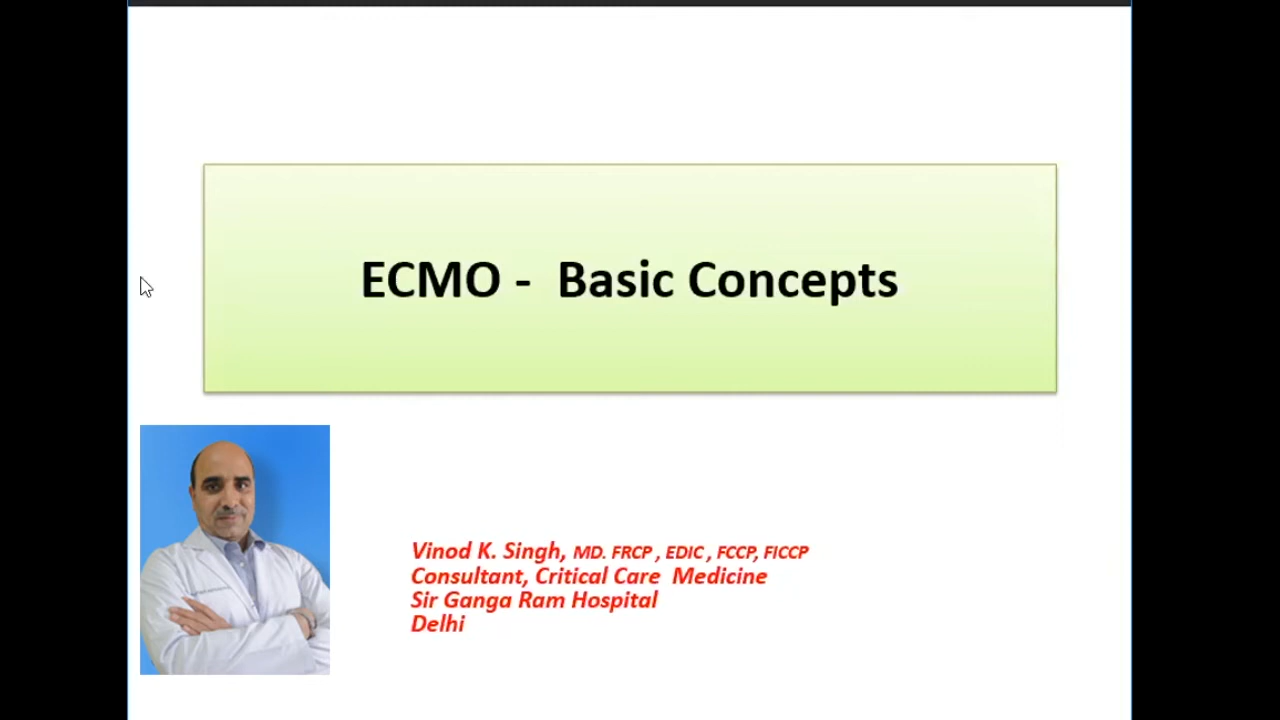 ECMO - Basic Concepts
Vinod K. Singh, MD. FRCP , EDIC , FCCP, FICCP
Consultant, Critical Care Medicine
Sir Ganga Ram Hospital
Delhi